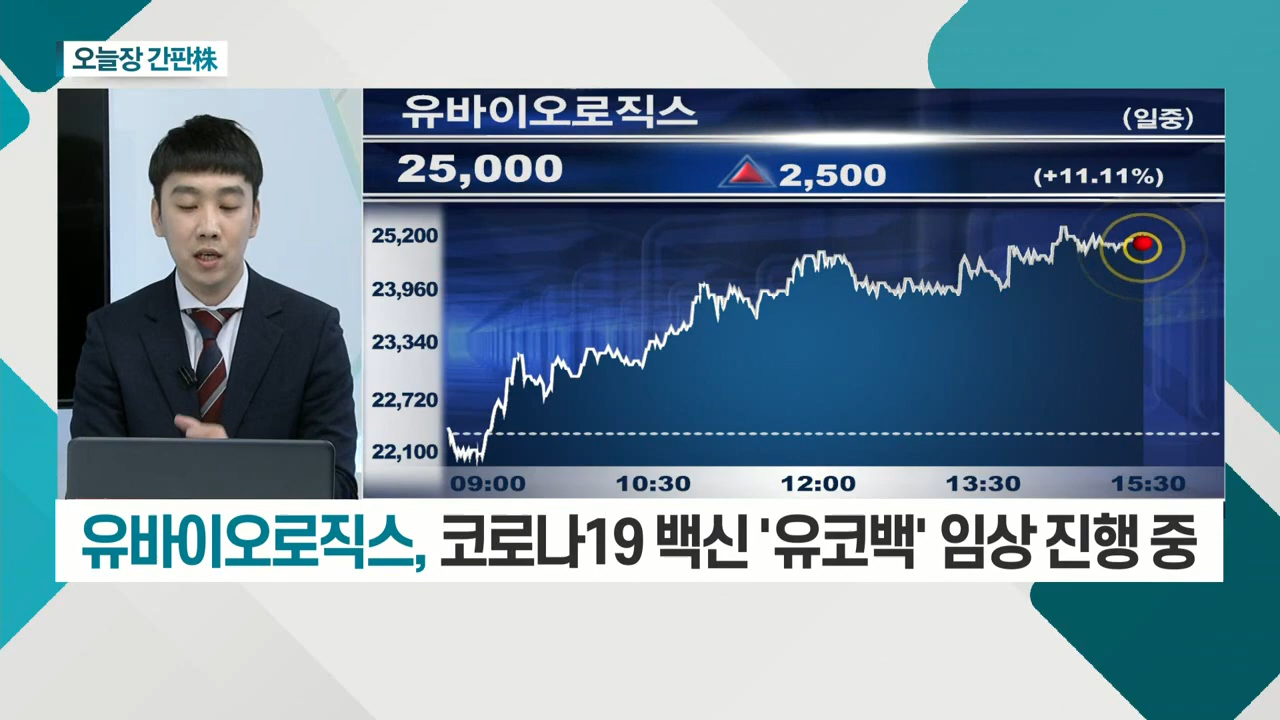 오늘장 간판株
유바이오로직스 (일중)
25,000 2,500 (+11.11%)
25,200
23,960
23,340
22,720
22,100
09:00 10:30 12:00 13:30 15:30
유바이오로직스, 코로나19 백신 '유코백' 임상 진행 중